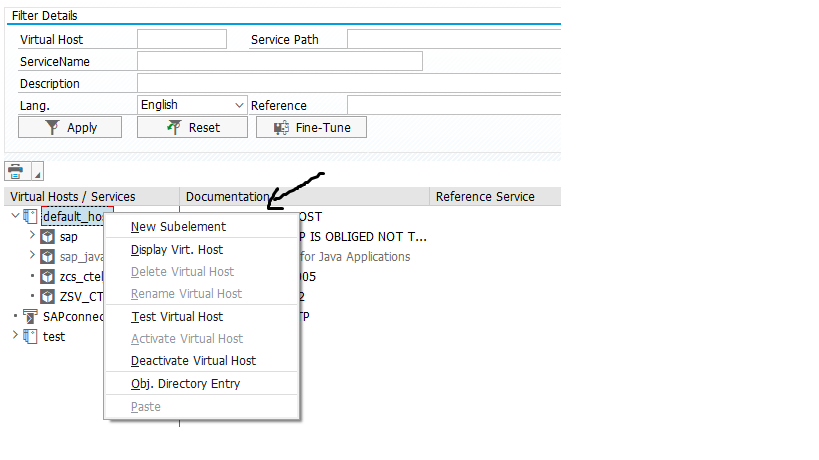 Filter Details
Virtual Host Service Path
ServiceName
Description
Lang. English Reference
Apply Reset Fine-Tune
Virtual Hosts / Services Documentation Reference Service
default_ho OST
New Subelement
sap P IS OBLIGED NOT T...
Display Virt. Host
sap_java for Java Applications
Delete Virtual Host
zcs_ctel 005
Rename Virtual Host
ZSV_CT 2
Test Virtual Host
SAPconnec TP
Activate Virtual Host
test
Deactivate Virtual Host
Obj. Directory Entry
Paste